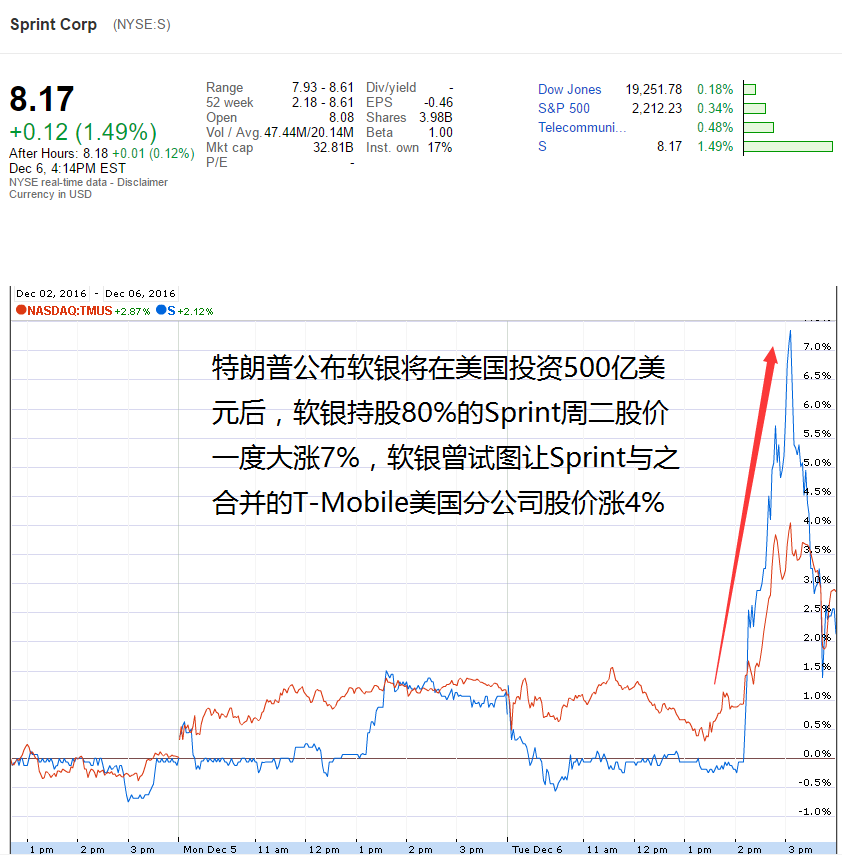 Sprint Corp (NYSE:S)
8.17
+0.12 (1.49%)
After Hours: 8.18 +0.01 (0.12%)
Dec 6, 4:14PM EST
NYSE real-time data - Disclaimer
Currency in USD
Range 7.93 - 8.61
52 week 2.18 - 8.61
Open 8.08
Vol / Avg. 47.44M/20.14M
Mkt cap 32.81B
P/E -
Div/yield -
EPS -0.46
Shares 3.98B
Beta 1.00
Inst. own 17%
Dow Jones 19,251.78 0.18%
S&P 500 2,212.23 0.34%
Telecommuni... 0.48%
S 8.17 1.49%
Dec 02, 2016 - Dec 06, 2016
NASDAQ:TMUS +2.87% S +2.12%
特朗普公布软银将在美国投资500亿美
元后，软银持股80%的Sprint周二股价
一度大涨7%，软银曾试图让Sprint与之
合并的T-Mobile美国分公司股价涨4%
7.0%
6.5%
6.0%
5.5%
5.0%
4.5%
4.0%
3.5%
3.0%
2.5%
2.0%
1.5%
1.0%
0.5%
0.0%
-0.5%
-1.0%
1 pm 2 pm 3 pm Mon Dec 5 11 am 12 pm 1 pm 2 pm 3 pm Tue Dec 6 11 am 12 pm 1 pm 2 pm 3 pm